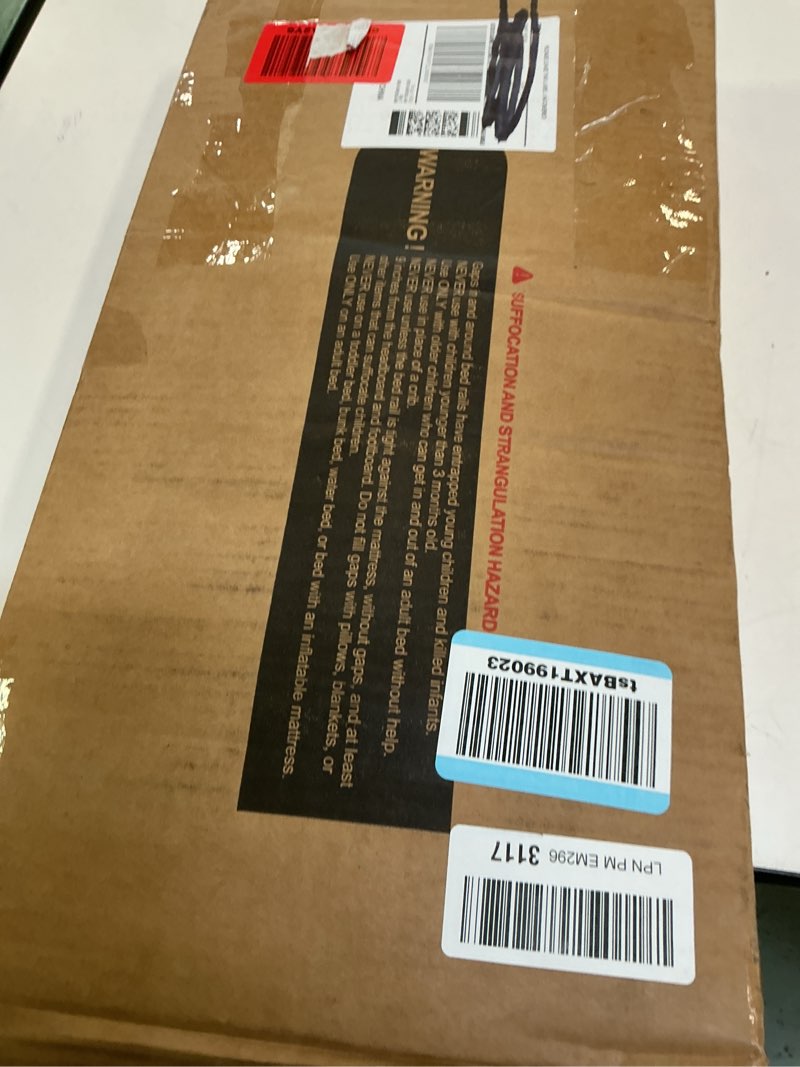 ⚠ SUFFOCATION AND STRANGULATION HAZARD
WARNING!
Gaps in and around bed rails have entrapped young children and killed infants.
NEVER use with children younger than 3 months old.
Use ONLY with older children who can get in and out of an adult bed without help.
NEVER use in place of a crib.
NEVER use unless the bed rail is tight against the mattress, without gaps, and at least
9 inches from the headboard and footboard. Do not fill gaps with pillows, blankets, or
other items that can suffocate children.
NEVER use on a toddler bed, bunk bed, water bed, or bed with an inflatable mattress.
Use ONLY on an adult bed.
tsBAXT199023
LPN PM EM296 3117